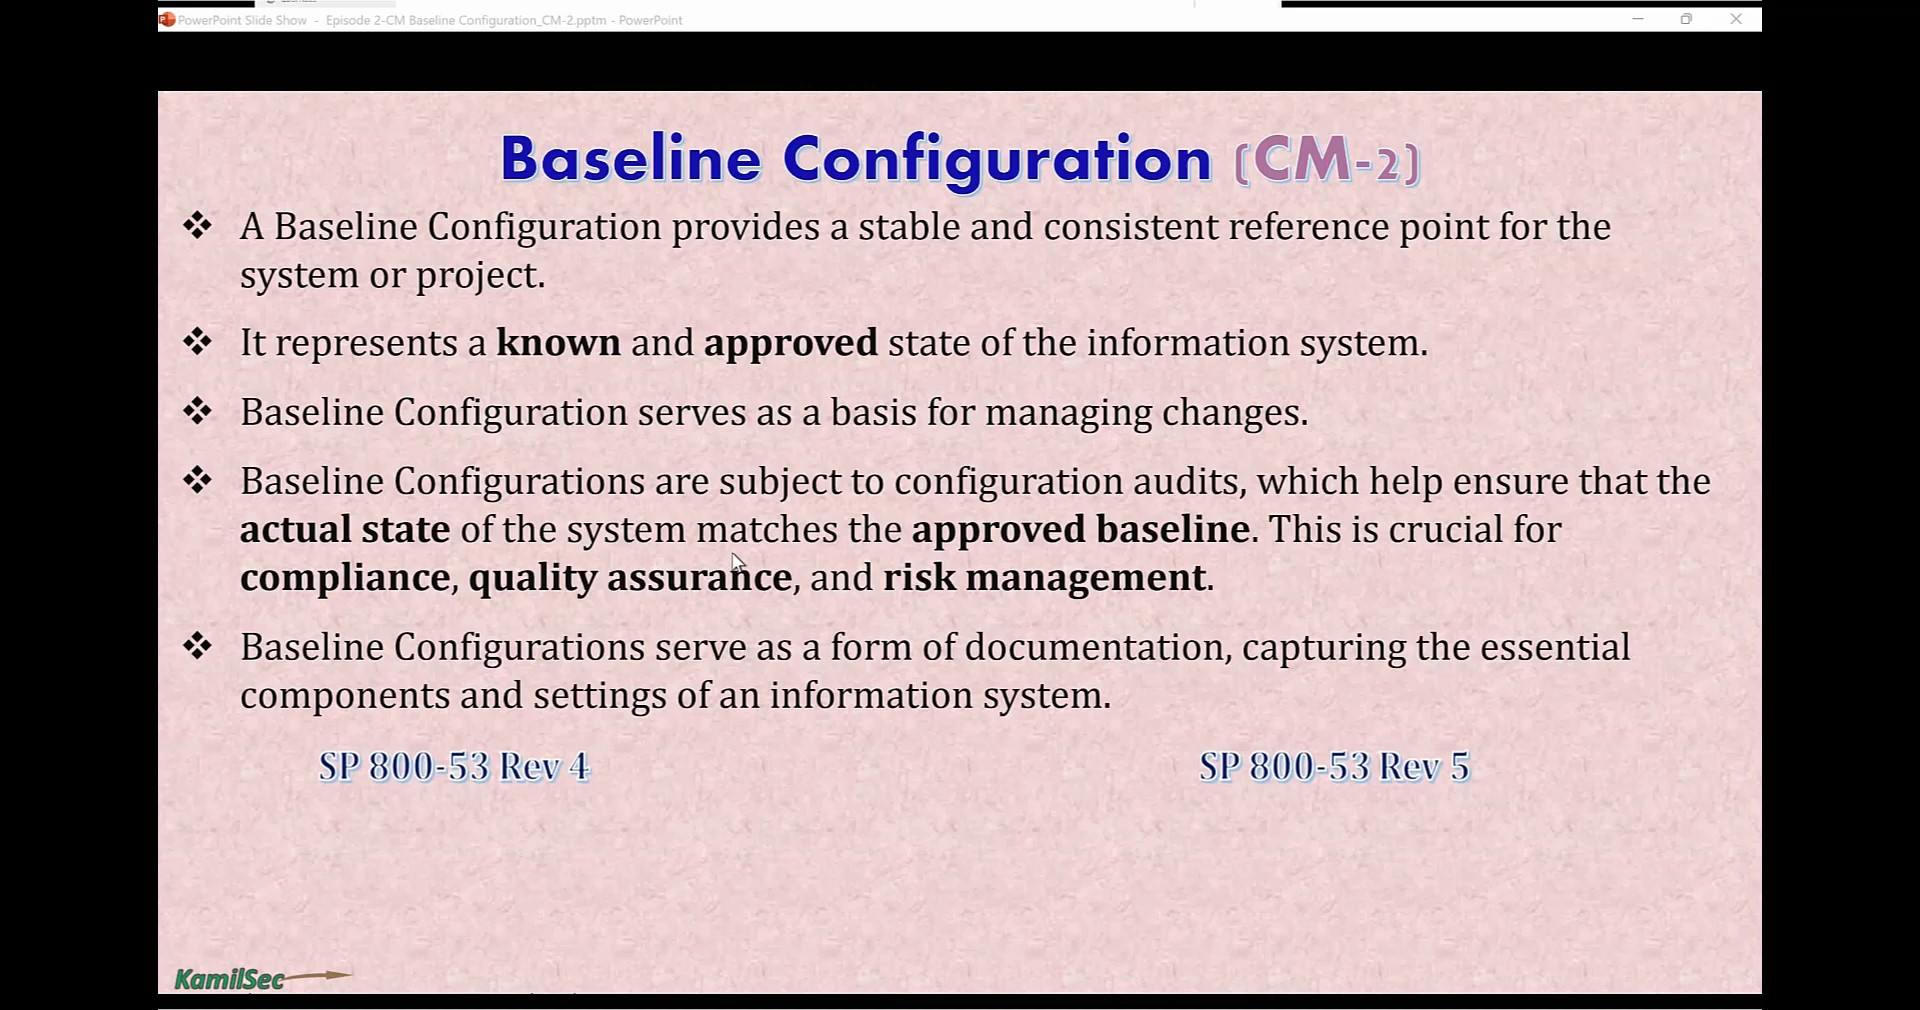 PowerPoint Slide Show - Episode 2-CM Baseline Configuration_CM-2.pptm - PowerPoint
Baseline Configuration (CM-2)
❖ A Baseline Configuration provides a stable and consistent reference point for the
system or project.
❖ It represents a known and approved state of the information system.
❖ Baseline Configuration serves as a basis for managing changes.
❖ Baseline Configurations are subject to configuration audits, which help ensure that the
actual state of the system matches the approved baseline. This is crucial for
compliance, quality assurance, and risk management.
❖ Baseline Configurations serve as a form of documentation, capturing the essential
components and settings of an information system.
SP 800-53 Rev 4
SP 800-53 Rev 5
KamilSec